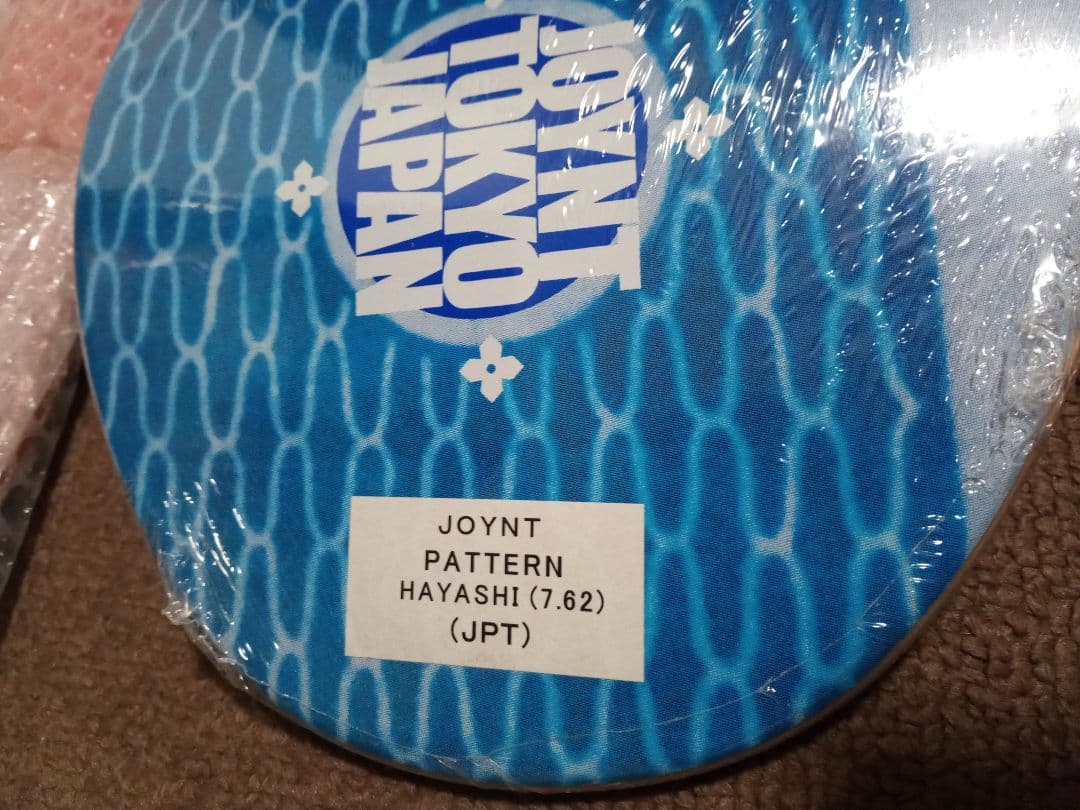 JOYNT
TOKYO
JAPAN
JOYNT
PATTERN
HAYASHI (7.62)
(JPT)